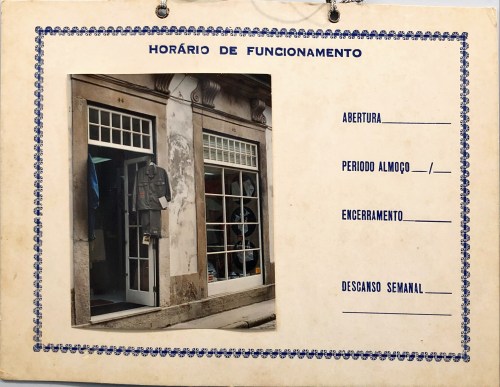 HORÁRIO DE FUNCIONAMENTO
ABERTURA
PERIODO ALMOÇO /
ENCERRAMENTO
DESCANSO SEMANAL